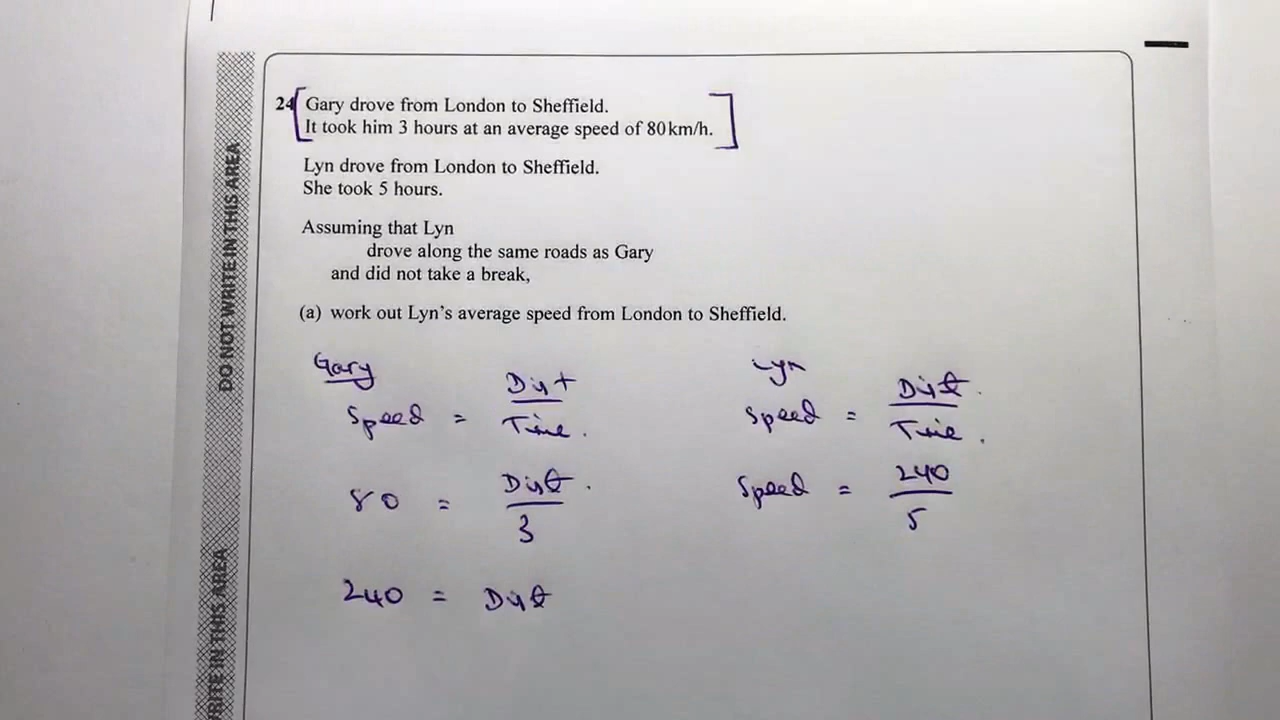 24 Gary drove from London to Sheffield.
It took him 3 hours at an average speed of 80 km/h.
Lyn drove from London to Sheffield.
She took 5 hours.
Assuming that Lyn
drove along the same roads as Gary
and did not take a break,
(a) work out Lyn's average speed from London to Sheffield.
Gary
Speed = Dist
Time.
80 = Dist.
3
240 = Dist
Lyn
Speed = Dist.
Time.
Speed = 240
5
DO NOT WRITE IN THIS AREA
WRITE IN THIS AREA